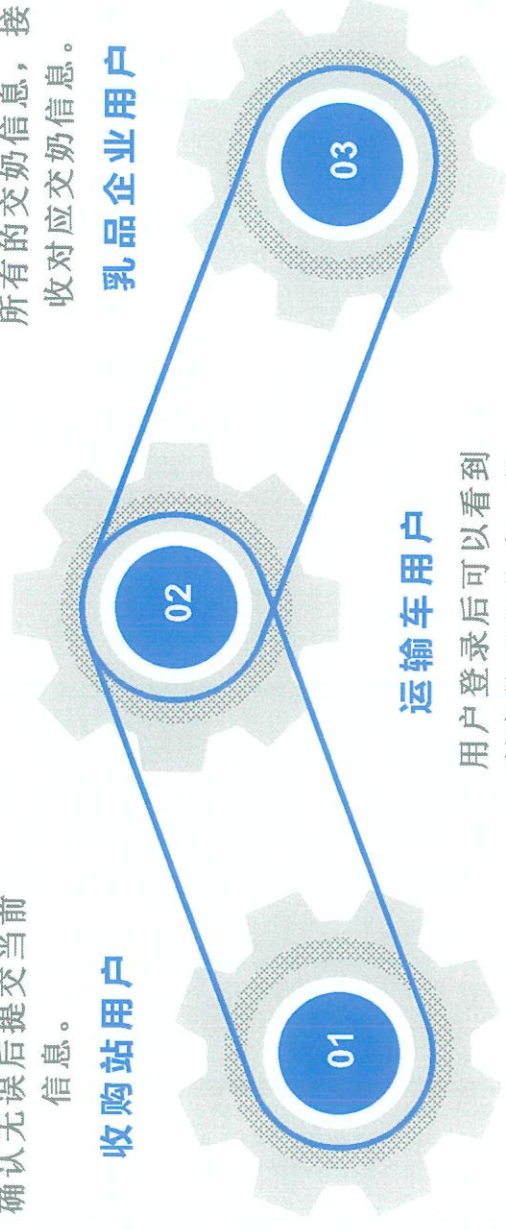 确认无误后提交当前
信息。
收购站用户
01
02
运输车用户
用户登录后可以看到
所有的交奶信息，接
收对应交奶信息。
乳品企业用户
03